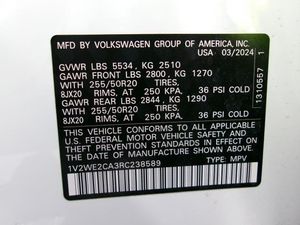 MFD. BY VOLKSWAGEN GROUP OF AMERICA, INC.
USA 03/2024
GVWR LBS 5534, KG 2510
GAWR FRONT LBS 2800, KG 1270
WITH 255/50R20 TIRES,
8JX20 RIMS, AT 250 KPA, 36 PSI COLD
GAWR REAR LBS 2844, KG 1290
WITH 255/50R20 TIRES,
8JX20 RIMS, AT 250 KPA, 36 PSI COLD
THIS VEHICLE CONFORMS TO ALL APPLICABLE
U.S. FEDERAL MOTOR VEHICLE SAFETY AND
THEFT PREVENTION STANDARDS IN EFFECT ON
THE DATE OF MANUFACTURE SHOWN ABOVE.
1V2WE2CA3RC238589 TYPE: MPV
1310557 1